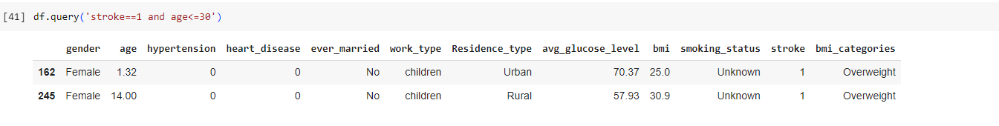 [41] df.query('stroke==1 and age<=30')
gender age hypertension heart_disease ever_married work_type Residence_type avg_glucose_level bmi smoking_status stroke bmi_categories
162 Female 1.32 0 0 No children Urban 70.37 25.0 Unknown 1 Overweight
245 Female 14.00 0 0 No children Rural 57.93 30.9 Unknown 1 Overweight